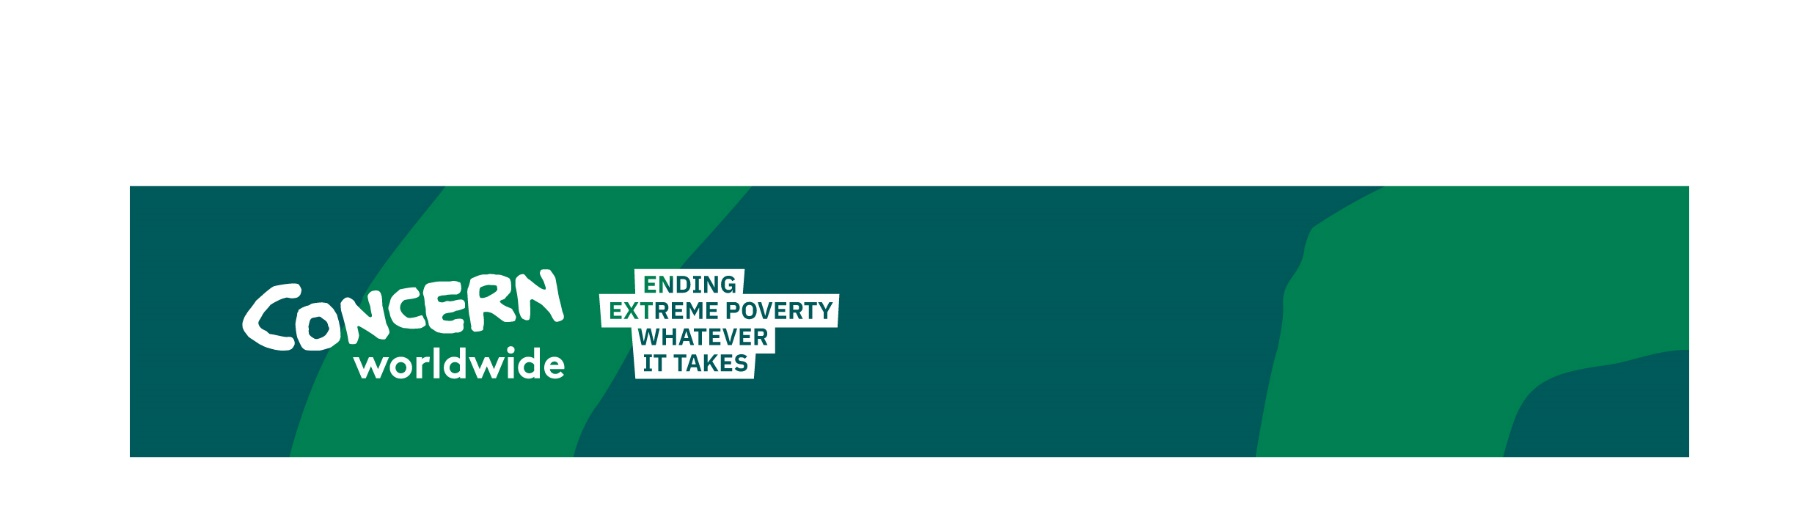 CONCERN
worldwide
ENDING
EXTREME POVERTY
WHATEVER
IT TAKES